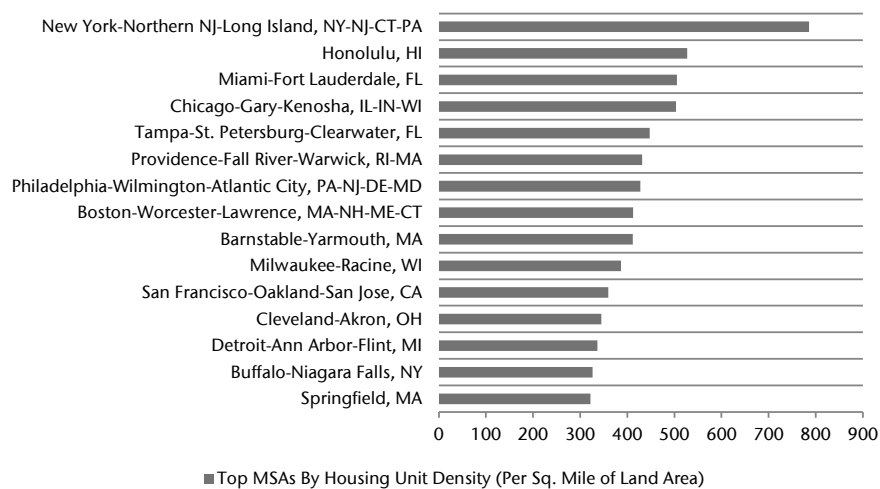 New York-Northern NJ-Long Island, NY-NJ-CT-PA
Honolulu, HI
Miami-Fort Lauderdale, FL
Chicago-Gary-Kenosha, IL-IN-WI
Tampa-St. Petersburg-Clearwater, FL
Providence-Fall River-Warwick, RI-MA
Philadelphia-Wilmington-Atlantic City, PA-NJ-DE-MD
Boston-Worcester-Lawrence, MA-NH-ME-CT
Barnstable-Yarmouth, MA
Milwaukee-Racine, WI
San Francisco-Oakland-San Jose, CA
Cleveland-Akron, OH
Detroit-Ann Arbor-Flint, MI
Buffalo-Niagara Falls, NY
Springfield, MA
0 100 200 300 400 500 600 700 800 900
Top MSAs By Housing Unit Density (Per Sq. Mile of Land Area)